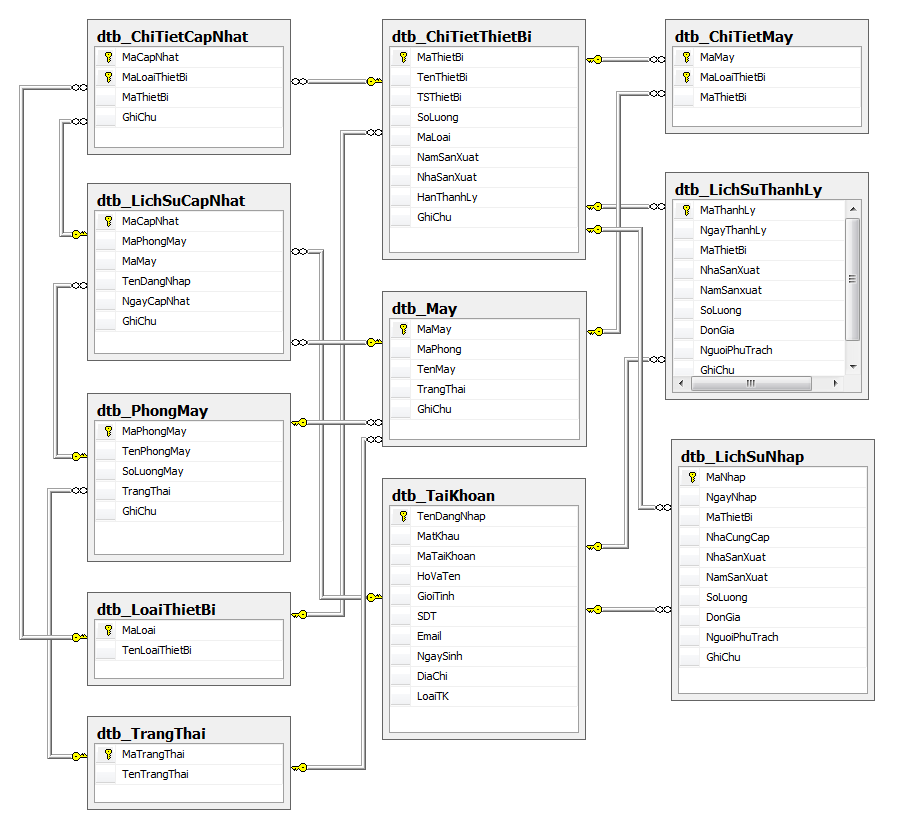 dtb_ChiTietCapNhat
MaCapNhat
MaLoaiThietBi
MaThietBi
GhiChu
dtb_LichSuCapNhat
MaCapNhat
MaPhongMay
MaMay
TenDangNhap
NgayCapNhat
GhiChu
dtb_PhongMay
MaPhongMay
TenPhongMay
SoLuongMay
TrangThai
GhiChu
dtb_LoaiThietBi
MaLoai
TenLoaiThietBi
dtb_TrangThai
MaTrangThai
TenTrangThai
dtb_ChiTietThietBi
MaThietBi
TenThietBi
TSThietBi
SoLuong
MaLoai
NamSanXuat
NhaSanXuat
HanThanhLy
GhiChu
dtb_May
MaMay
MaPhong
TenMay
TrangThai
GhiChu
dtb_TaiKhoan
TenDangNhap
MatKhau
MaTaiKhoan
HoVaTen
GioiTinh
SDT
Email
NgaySinh
DiaChi
LoaiTK
dtb_ChiTietMay
MaMay
MaLoaiThietBi
MaThietBi
dtb_LichSuThanhLy
MaThanhLy
NgayThanhLy
MaThietBi
NhaSanXuat
NamSanxuat
SoLuong
DonGia
NguoiPhuTrach
GhiChu
dtb_LichSuNhap
MaNhap
NgayNhap
MaThietBi
NhaCungCap
NhaSanXuat
NamSanXuat
SoLuong
DonGia
NguoiPhuTrach
GhiChu